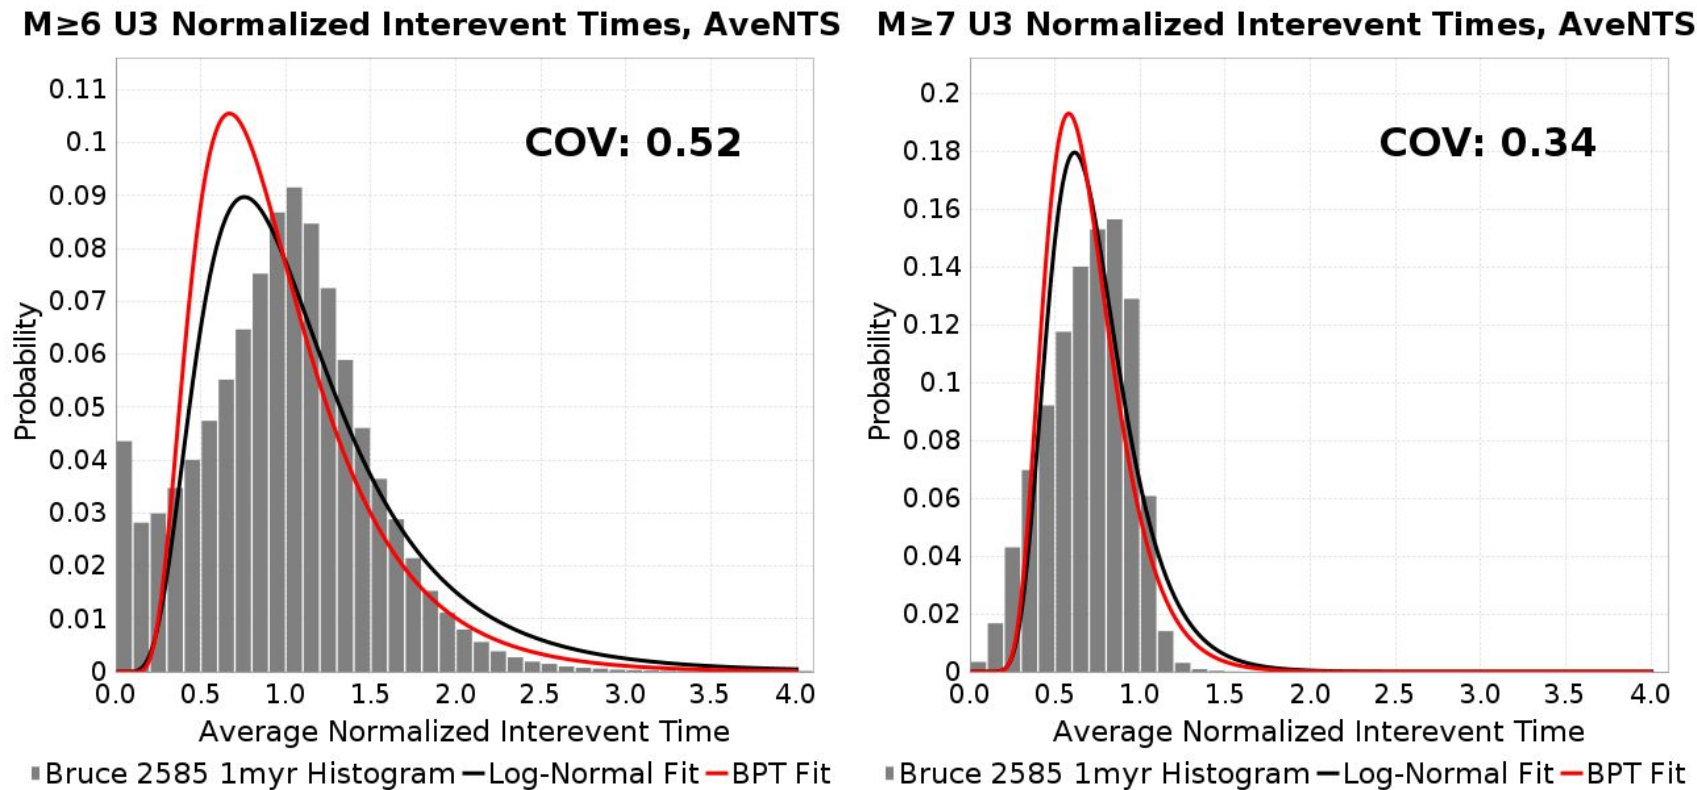 M≥6 U3 Normalized Interevent Times, AveNTS
COV: 0.52
Probability
0.11
0.1
0.09
0.08
0.07
0.06
0.05
0.04
0.03
0.02
0.01
0
0.0 0.5 1.0 1.5 2.0 2.5 3.0 3.5 4.0
Average Normalized Interevent Time
Bruce 2585 1myr Histogram Log-Normal Fit BPT Fit
M≥7 U3 Normalized Interevent Times, AveNTS
COV: 0.34
Probability
0.2
0.18
0.16
0.14
0.12
0.1
0.08
0.06
0.04
0.02
0
0.0 0.5 1.0 1.5 2.0 2.5 3.0 3.5 4.0
Average Normalized Interevent Time
Bruce 2585 1myr Histogram Log-Normal Fit BPT Fit